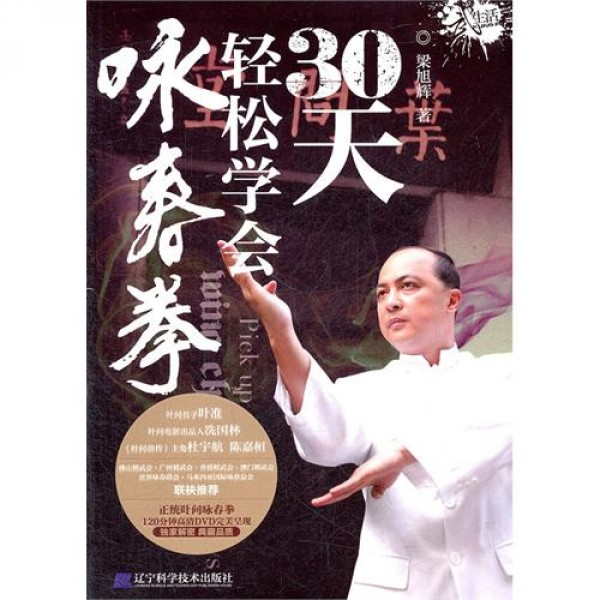 生活
30天
轻松学会
咏春拳
梁旭辉 著
葉問
Pick up
叶问长子叶准
叶问电影出品人冼国林
《叶问前传》主角杜宇航 陈嘉桓
联袂推荐
正统叶问咏春拳
120分钟高清DVD完美呈现
独家解密 典藏品质
辽宁科学技术出版社